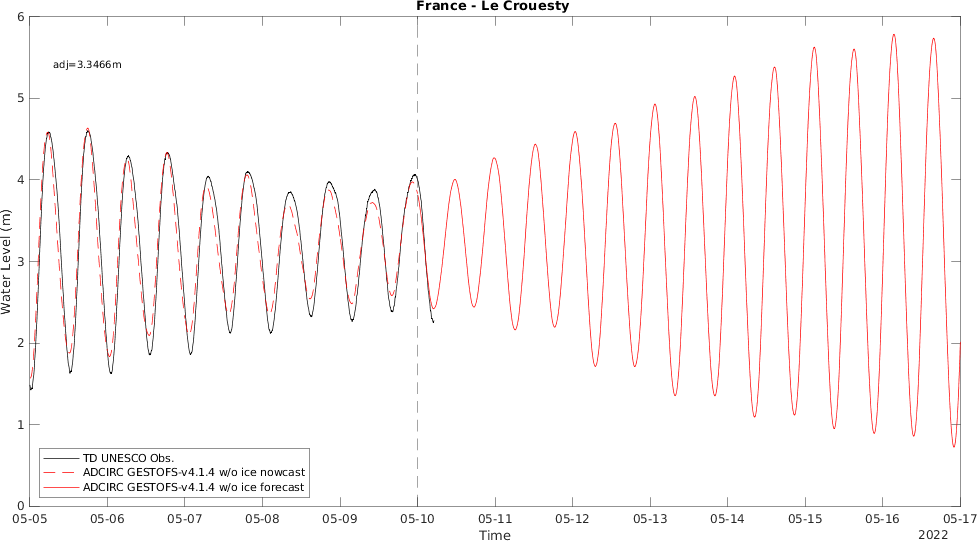 France - Le Crouesty
6
5
4
3
2
1
0
Water Level (m)
adj=3.3466m
TD UNESCO Obs.
ADCIRC GESTOFS-v4.1.4 w/o ice nowcast
ADCIRC GESTOFS-v4.1.4 w/o ice forecast
05-05 05-06 05-07 05-08 05-09 05-10 05-11 05-12 05-13 05-14 05-15 05-16 05-17
Time
2022